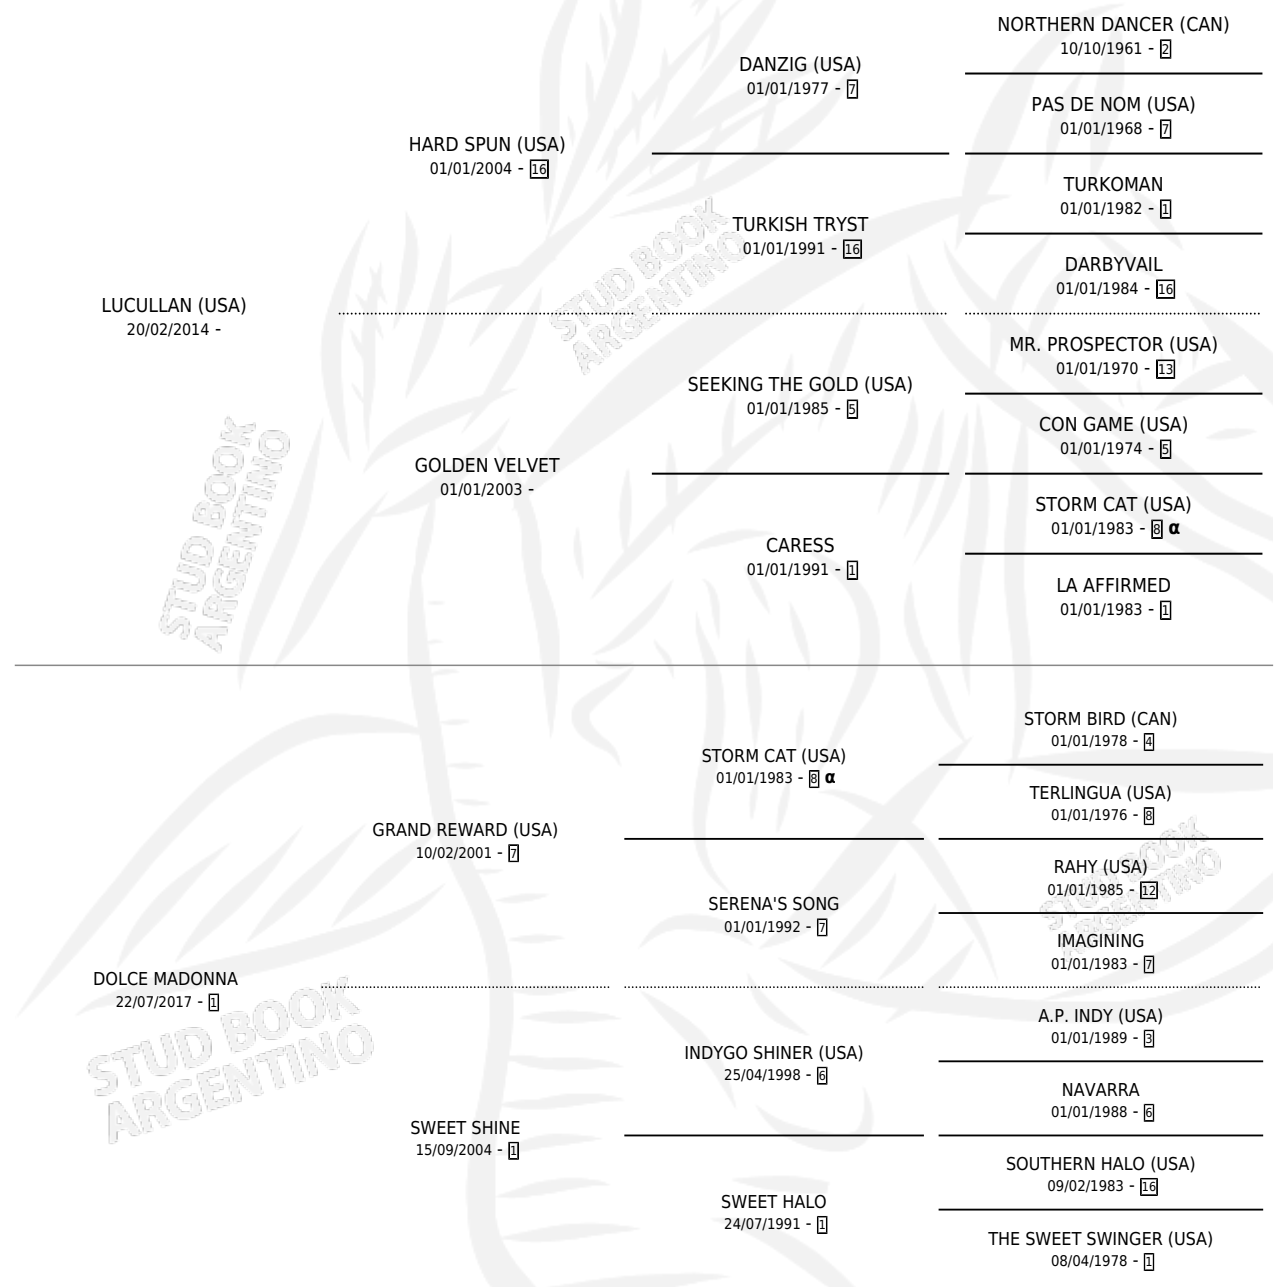 NORTHERN DANCER (CAN)
10/10/1961 - 2
DANZIG (USA)
01/01/1977 - 7
PAS DE NOM (USA)
01/01/1968 - 7
HARD SPUN (USA)
01/01/2004 - 16
TURKOMAN
01/01/1982 - 1
TURKISH TRYST
01/01/1991 - 16
DARBYVAIL
01/01/1984 - 16
LUCULLAN (USA)
20/02/2014 -
MR. PROSPECTOR (USA)
01/01/1970 - 13
SEEKING THE GOLD (USA)
01/01/1985 - 5
CON GAME (USA)
01/01/1974 - 5
GOLDEN VELVET
01/01/2003 -
STORM CAT (USA)
01/01/1983 - 8 α
CARESS
01/01/1991 - 1
LA AFFIRMED
01/01/1983 - 1
STORM BIRD (CAN)
01/01/1978 - 4
STORM CAT (USA)
01/01/1983 - 8 α
TERLINGUA (USA)
01/01/1976 - 8
GRAND REWARD (USA)
10/02/2001 - 7
RAHY (USA)
01/01/1985 - 12
SERENA'S SONG
01/01/1992 - 7
IMAGINING
01/01/1983 - 7
DOLCE MADONNA
22/07/2017 - 1
A.P. INDY (USA)
01/01/1989 - 3
INDYGO SHINER (USA)
25/04/1998 - 6
NAVARRA
01/01/1988 - 6
SWEET SHINE
15/09/2004 - 1
SOUTHERN HALO (USA)
09/02/1983 - 16
SWEET HALO
24/07/1991 - 1
THE SWEET SWINGER (USA)
08/04/1978 - 1
STUD BOOK
ARGENTINO
STUD BOOK
ARGENTINO
STUD BOOK
ARGENTINO
STUD BOOK
ARGENTINO